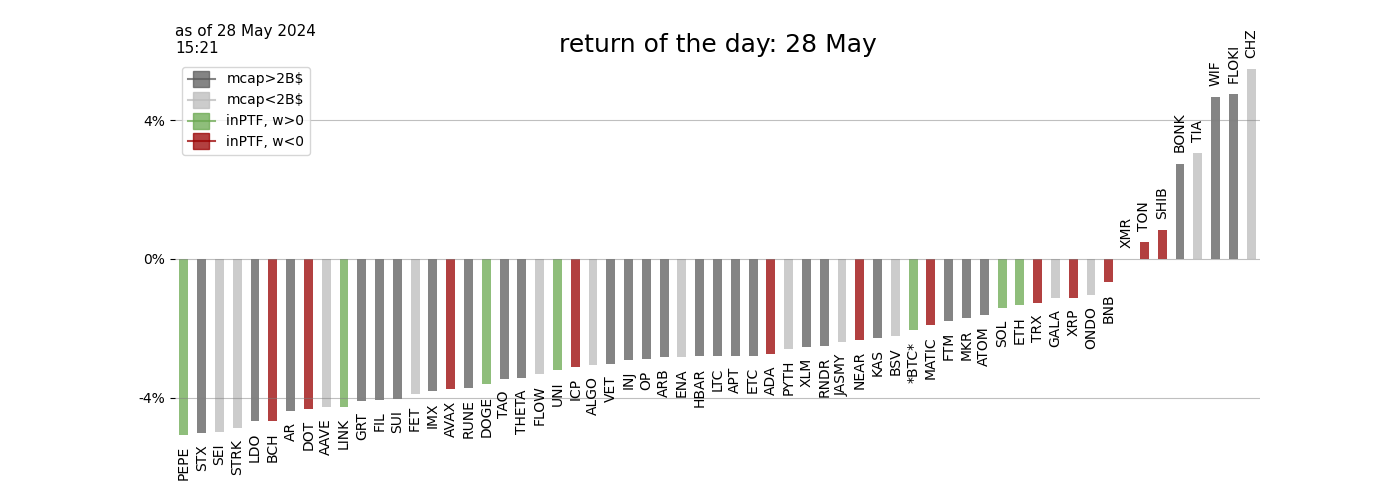 as of 28 May 2024
15:21
return of the day: 28 May
mcap>2B$
mcap<2B$
inPTF, w>0
inPTF, w<0
4%
0%
-4%
PEPE
STX
SEI
STRK
LDO
BCH
AR
DOT
AAVE
LINK
GRT
FIL
SUI
FET
IMX
AVAX
RUNE
DOGE
TAO
THETA
FLOW
UNI
ICP
ALGO
VET
INJ
OP
ARB
ENA
HBAR
LTC
APT
ETC
ADA
PYTH
XLM
RNDR
JASMY
NEAR
KAS
BSV
*BTC*
MATIC
FTM
MKR
ATOM
SOL
ETH
TRX
GALA
XRP
ONDO
BNB
XMR
TON
SHIB
BONK
TIA
WIF
FLOKI
CHZ